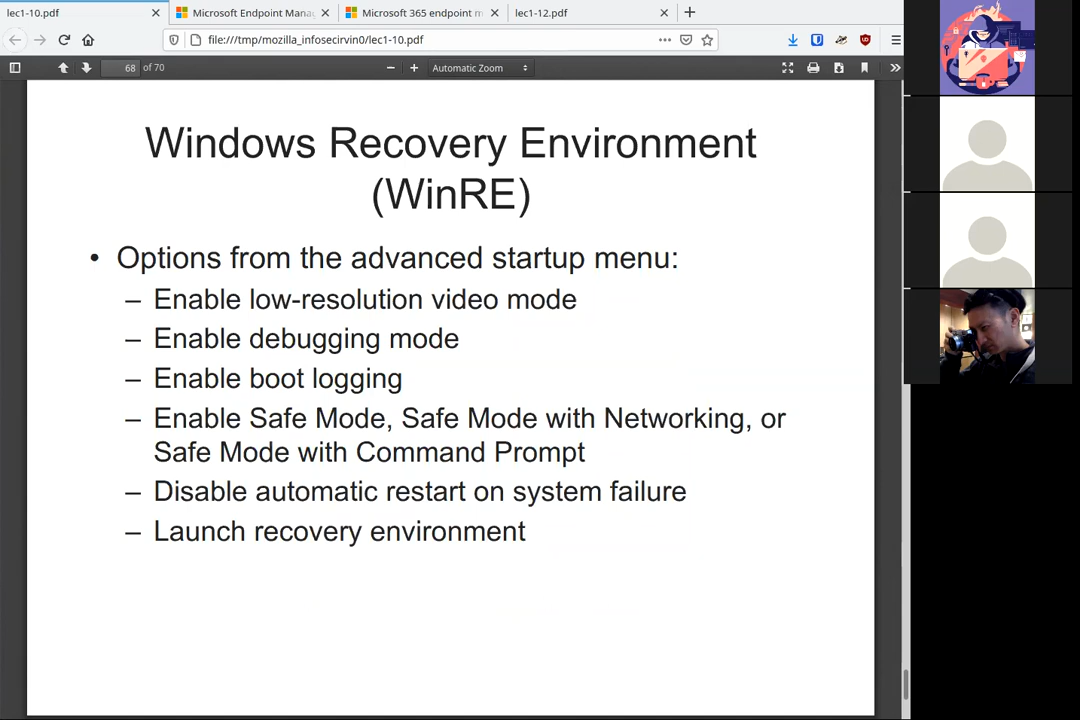 lec1-10.pdf
Microsoft Endpoint Mana
Microsoft 365 endpoint m
lec1-12.pdf
file:///tmp/mozilla_infosecirvin0/lec1-10.pdf
68 of 70
Automatic Zoom
Windows Recovery Environment
(WinRE)
• Options from the advanced startup menu:
– Enable low-resolution video mode
– Enable debugging mode
– Enable boot logging
– Enable Safe Mode, Safe Mode with Networking, or
Safe Mode with Command Prompt
– Disable automatic restart on system failure
– Launch recovery environment